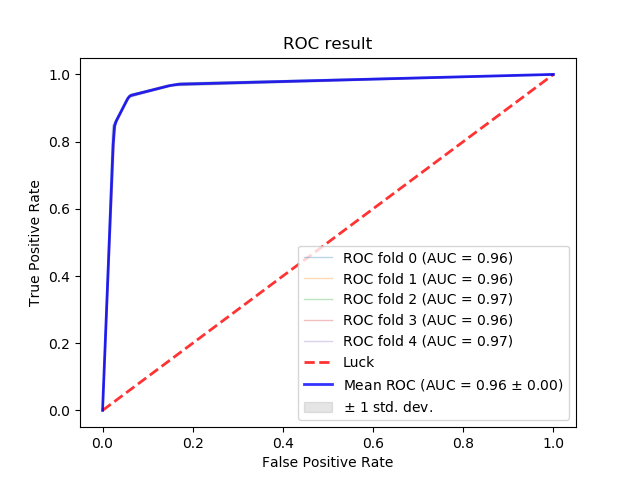 ROC result
1.0
0.8
0.6
0.4
0.2
0.0
True Positive Rate
ROC fold 0 (AUC = 0.96)
ROC fold 1 (AUC = 0.96)
ROC fold 2 (AUC = 0.97)
ROC fold 3 (AUC = 0.96)
ROC fold 4 (AUC = 0.97)
Luck
Mean ROC (AUC = 0.96 ± 0.00)
± 1 std. dev.
0.0 0.2 0.4 0.6 0.8 1.0
False Positive Rate